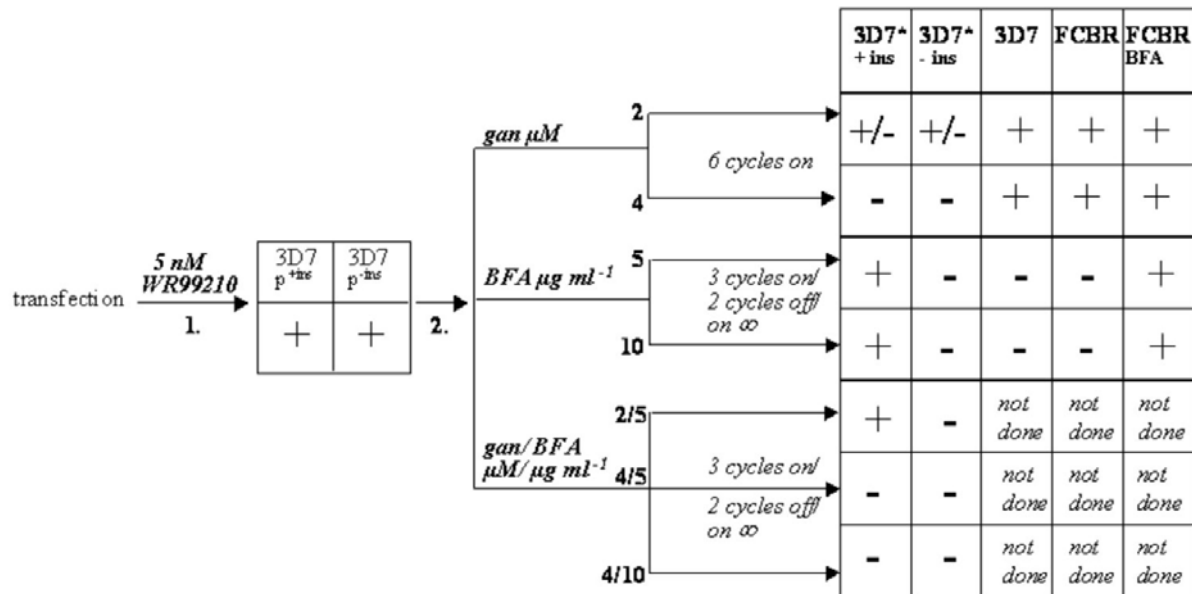 3D7* 3D7* 3D7 FCBR FCBR
+ ins - ins BFA
2
gan µM
+/- +/- + + +
6 cycles on
4
- - + + +
5 nM
WR99210
transfection
1.
3D7 3D7
p+ins p-ins
+ +
2.
5
BFA µg ml-1
3 cycles on/
2 cycles off/
on ∞
+ - - - +
10
+ - - - +
2/5
+ - not done not done not done
gan/BFA
µM/µg ml-1
4/5
3 cycles on/
2 cycles off/
on ∞
- - not done not done not done
4/10
- - not done not done not done